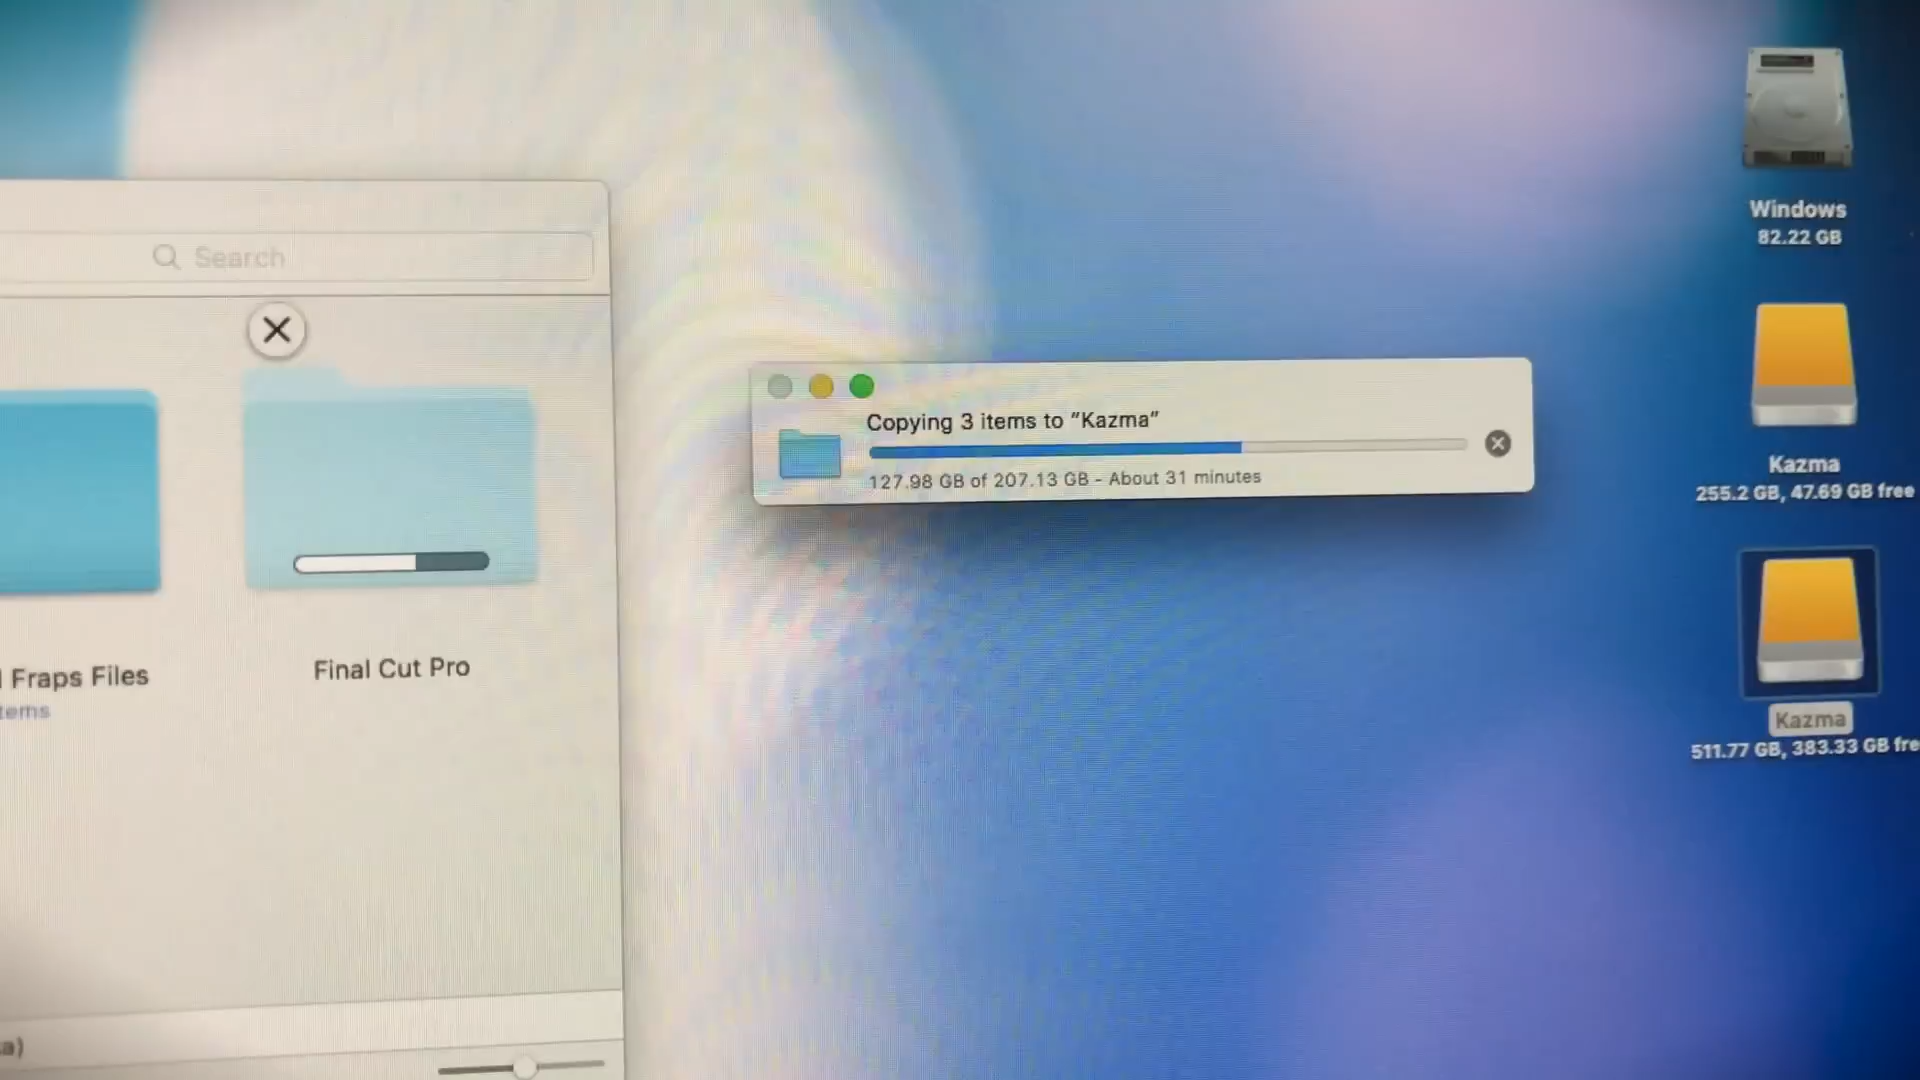 Search
Fraps Files
Final Cut Pro
Copying 3 items to “Kazma”
127.98 GB of 207.13 GB - About 31 minutes
Windows
82.22 GB
Kazma
255.2 GB, 47.69 GB free
Kazma
511.77 GB, 383.33 GB fre